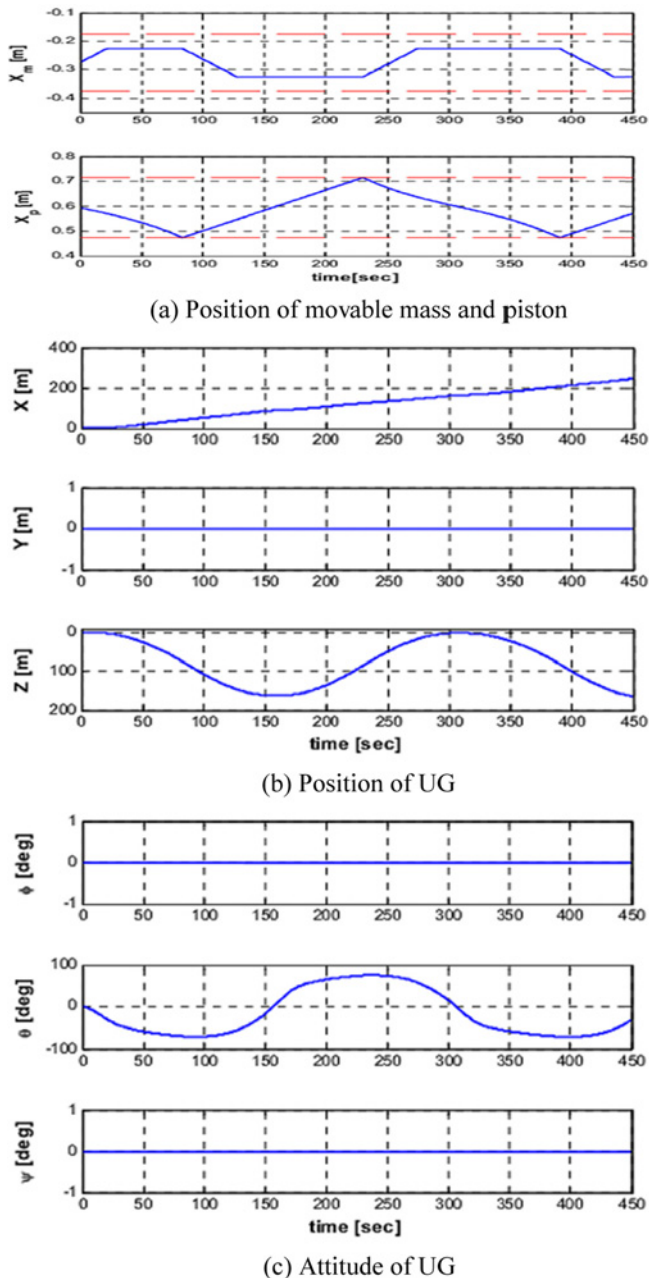 -0.1
-0.2
-0.3
-0.4
X_m [m]
0 50 100 150 200 250 300 350 400 450
0.8
0.7
0.6
0.5
0.4
X_p [m]
0 50 100 150 200 250 300 350 400 450
time[sec]
(a) Position of movable mass and piston
400
200
0
X [m]
0 50 100 150 200 250 300 350 400 450
1
0
-1
Y [m]
0 50 100 150 200 250 300 350 400 450
0
100
200
Z [m]
0 50 100 150 200 250 300 350 400 450
time [sec]
(b) Position of UG
1
0
-1
ϕ [deg]
0 50 100 150 200 250 300 350 400 450
100
0
-100
θ [deg]
0 50 100 150 200 250 300 350 400 450
1
0
-1
ψ [deg]
0 50 100 150 200 250 300 350 400 450
time [sec]
(c) Attitude of UG